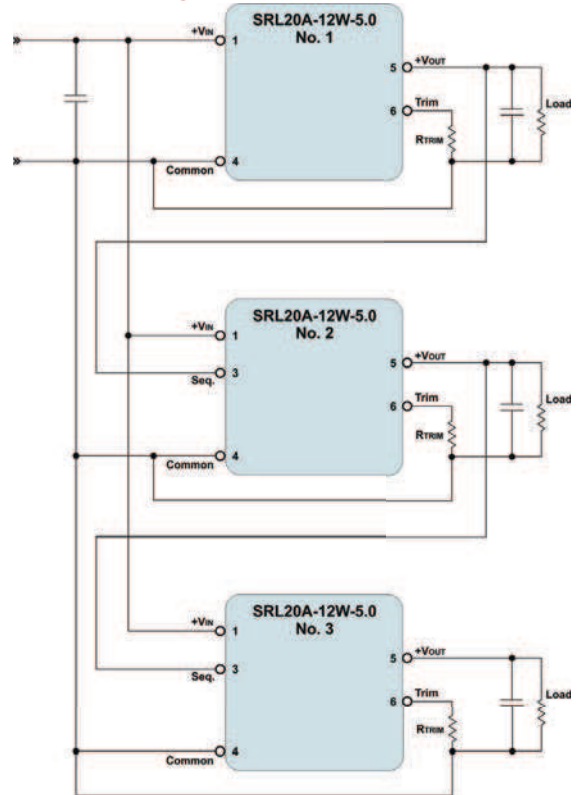 SRL20A-12W-5.0
No. 1
+VIN
1
5
+VOUT
Trim
6
RTRIM
Load
Common
4
SRL20A-12W-5.0
No. 2
+VIN
1
5
+VOUT
3
Seq.
Trim
6
RTRIM
Load
Common
4
SRL20A-12W-5.0
No. 3
+VIN
1
5
+VOUT
3
Seq.
Trim
6
RTRIM
Load
Common
4